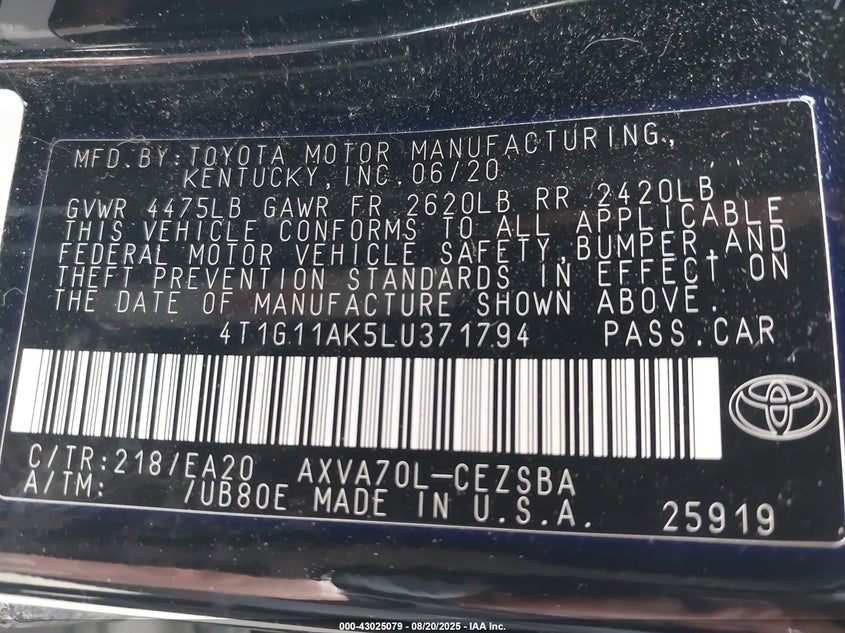 MFD.BY:TOYOTA MOTOR MANUFACTURING.,
KENTUCKY,INC.06/20
GVWR 4475LB GAWR FR 2620LB RR 2420LB
THIS VEHICLE CONFORMS TO ALL APPLICABLE
FEDERAL MOTOR VEHICLE SAFETY,BUMPER,AND
THEFT PREVENTION STANDARDS IN EFFECT ON
THE DATE OF MANUFACTURE SHOWN ABOVE.
4T1G11AK5LU371794 PASS.CAR
C/TR:218/EA20 AXVA70L-CEZSBA
A/TM: /UB80E MADE IN U.S.A. 25919
000-43025079 - 08/20/2025 - IAA Inc.